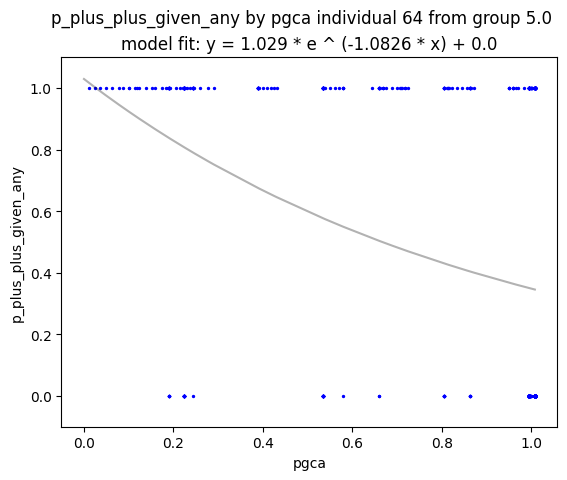 p_plus_plus_given_any by pgca individual 64 from group 5.0
model fit: y = 1.029 * e ^ (-1.0826 * x) + 0.0
1.0
0.8
0.6
0.4
0.2
0.0
p_plus_plus_given_any
0.0 0.2 0.4 0.6 0.8 1.0
pgca